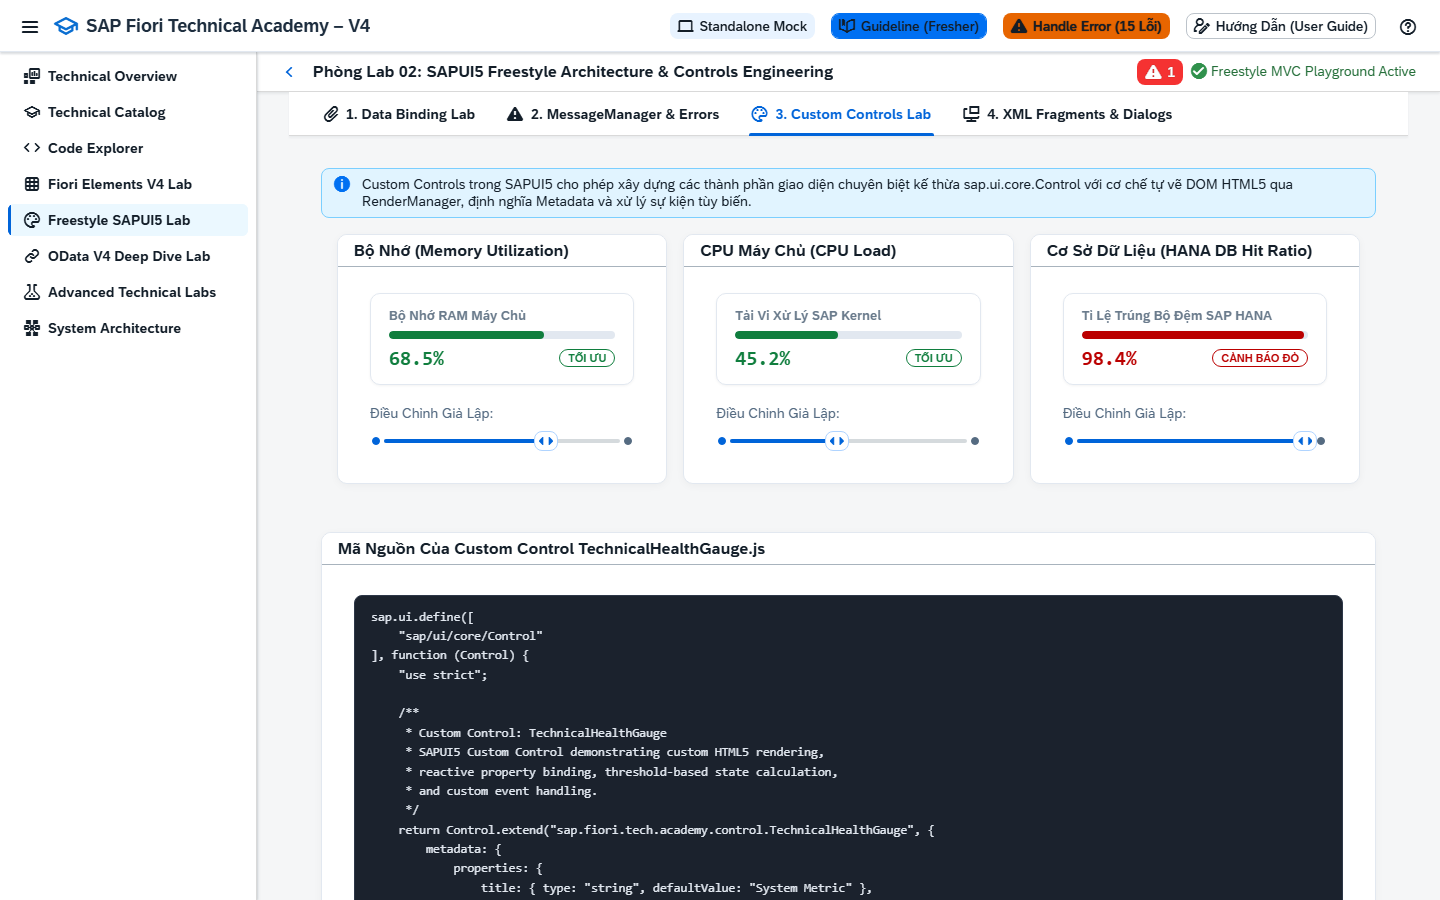 SAP Fiori Technical Academy – V4
Standalone Mock
Guideline (Fresher)
Handle Error (15 Lỗi)
Hướng Dẫn (User Guide)
Technical Overview
Technical Catalog
Code Explorer
Fiori Elements V4 Lab
Freestyle SAPUI5 Lab
OData V4 Deep Dive Lab
Advanced Technical Labs
System Architecture
Phòng Lab 02: SAPUI5 Freestyle Architecture & Controls Engineering
1
Freestyle MVC Playground Active
1. Data Binding Lab
2. MessageManager & Errors
3. Custom Controls Lab
4. XML Fragments & Dialogs
Custom Controls trong SAPUI5 cho phép xây dựng các thành phần giao diện chuyên biệt kế thừa sap.ui.core.Control với cơ chế tự vẽ DOM HTML5 qua
RenderManager, định nghĩa Metadata và xử lý sự kiện tùy biến.
Bộ Nhớ (Memory Utilization)
Bộ Nhớ RAM Máy Chủ
68.5%
TỐI ƯU
Điều Chỉnh Giả Lập:
CPU Máy Chủ (CPU Load)
Tải Vi Xử Lý SAP Kernel
45.2%
TỐI ƯU
Điều Chỉnh Giả Lập:
Cơ Sở Dữ Liệu (HANA DB Hit Ratio)
Tỉ Lệ Trúng Bộ Đệm SAP HANA
98.4%
CẢNH BÁO ĐỎ
Điều Chỉnh Giả Lập:
Mã Nguồn Của Custom Control TechnicalHealthGauge.js
sap.ui.define([
    "sap/ui/core/Control"
], function (Control) {
    "use strict";
    /**
     * Custom Control: TechnicalHealthGauge
     * SAPUI5 Custom Control demonstrating custom HTML5 rendering,
     * reactive property binding, threshold-based state calculation,
     * and custom event handling.
     */
    return Control.extend("sap.fiori.tech.academy.control.TechnicalHealthGauge", {
        metadata: {
            properties: {
                title: { type: "string", defaultValue: "System Metric" },